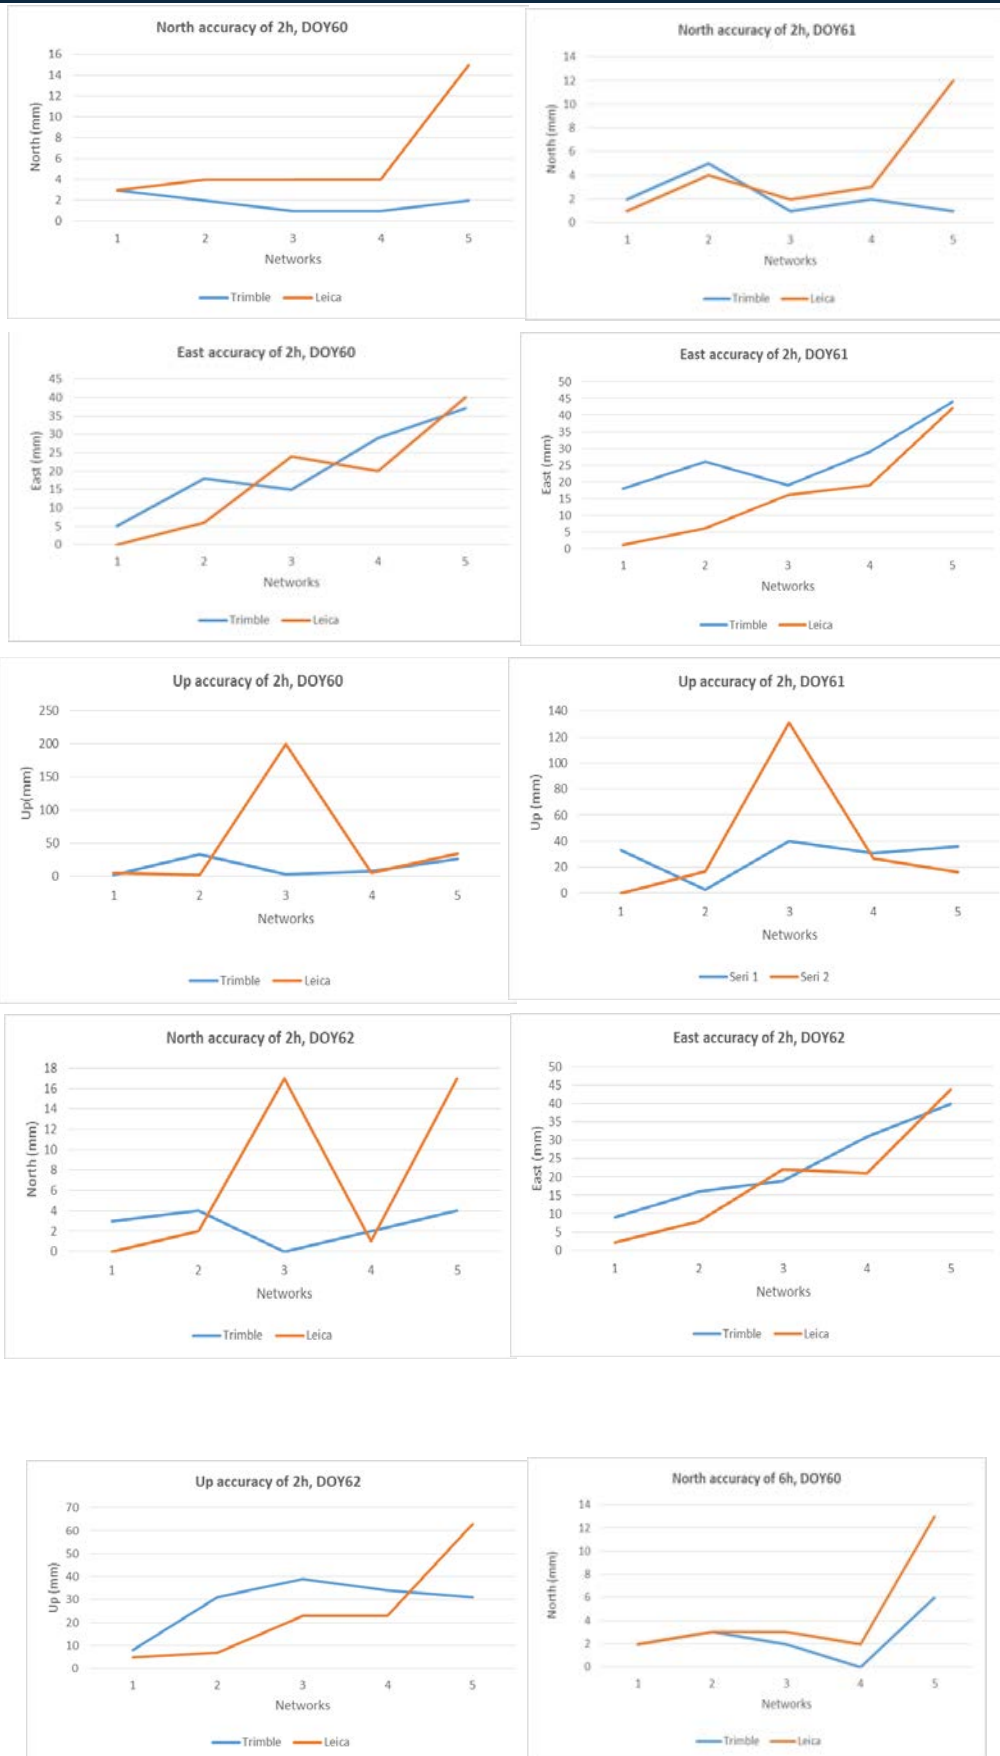 North accuracy of 2h, DOY60
16
14
12
10
8
6
4
2
0
North (mm)
1 2 3 4 5
Networks
Trimble Leica
North accuracy of 2h, DOY61
14
12
10
8
6
4
2
0
North (mm)
1 2 3 4 5
Networks
Trimble Leica
East accuracy of 2h, DOY60
45
40
35
30
25
20
15
10
5
0
East (mm)
1 2 3 4 5
Networks
Trimble Leica
East accuracy of 2h, DOY61
50
45
40
35
30
25
20
15
10
5
0
East (mm)
1 2 3 4 5
Networks
Trimble Leica
Up accuracy of 2h, DOY60
250
200
150
100
50
0
Up(mm)
1 2 3 4 5
Networks
Trimble Leica
Up accuracy of 2h, DOY61
140
120
100
80
60
40
20
0
Up (mm)
1 2 3 4 5
Networks
Seri 1 Seri 2
North accuracy of 2h, DOY62
18
16
14
12
10
8
6
4
2
0
North (mm)
1 2 3 4 5
Networks
Trimble Leica
East accuracy of 2h, DOY62
50
45
40
35
30
25
20
15
10
5
0
East (mm)
1 2 3 4 5
Networks
Trimble Leica
Up accuracy of 2h, DOY62
70
60
50
40
30
20
10
0
Up (mm)
1 2 3 4 5
Networks
Trimble Leica
North accuracy of 6h, DOY60
14
12
10
8
6
4
2
0
North (mm)
1 2 3 4 5
Networks
Trimble Leica